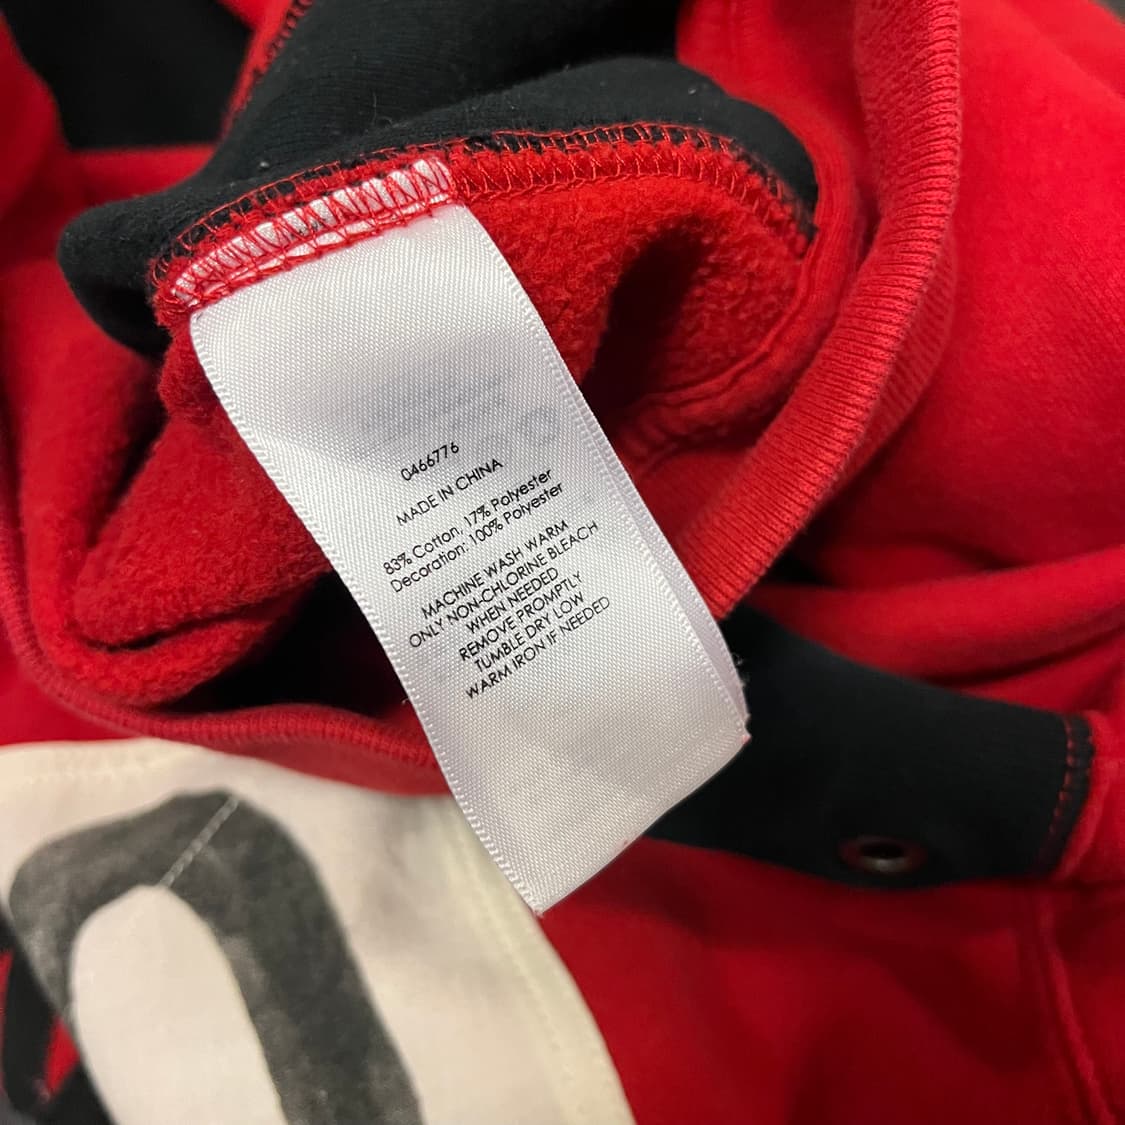 0466776
MADE IN CHINA
83% Cotton, 17% Polyester
Decoration: 100% Polyester
MACHINE WASH WARM
ONLY NON-CHLORINE BLEACH
WHEN NEEDED
REMOVE PROMPTLY
TUMBLE DRY LOW
WARM IRON IF NEEDED